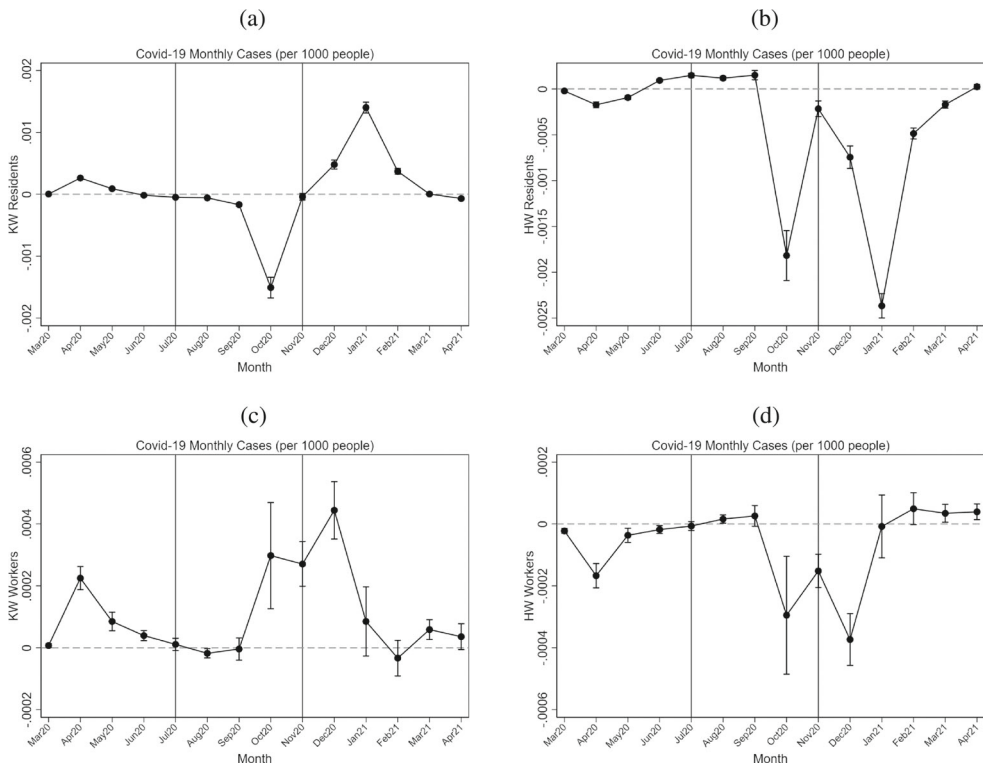 (a)
Covid-19 Monthly Cases (per 1000 people)
KW Residents
.002
.001
0
-.001
-.002
Mar20 Apr20 May20 Jun20 Jul20 Aug20 Sep20 Oct20 Nov20 Dec20 Jan21 Feb21 Mar21 Apr21
Month
(b)
Covid-19 Monthly Cases (per 1000 people)
HW Residents
0
-.0005
-.001
-.0015
-.002
-.0025
Mar20 Apr20 May20 Jun20 Jul20 Aug20 Sep20 Oct20 Nov20 Dec20 Jan21 Feb21 Mar21 Apr21
Month
(c)
Covid-19 Monthly Cases (per 1000 people)
KW Workers
.0006
.0004
.0002
0
-.0002
Mar20 Apr20 May20 Jun20 Jul20 Aug20 Sep20 Oct20 Nov20 Dec20 Jan21 Feb21 Mar21 Apr21
Month
(d)
Covid-19 Monthly Cases (per 1000 people)
HW Workers
.0002
0
-.0002
-.0004
-.0006
Mar20 Apr20 May20 Jun20 Jul20 Aug20 Sep20 Oct20 Nov20 Dec20 Jan21 Feb21 Mar21 Apr21
Month